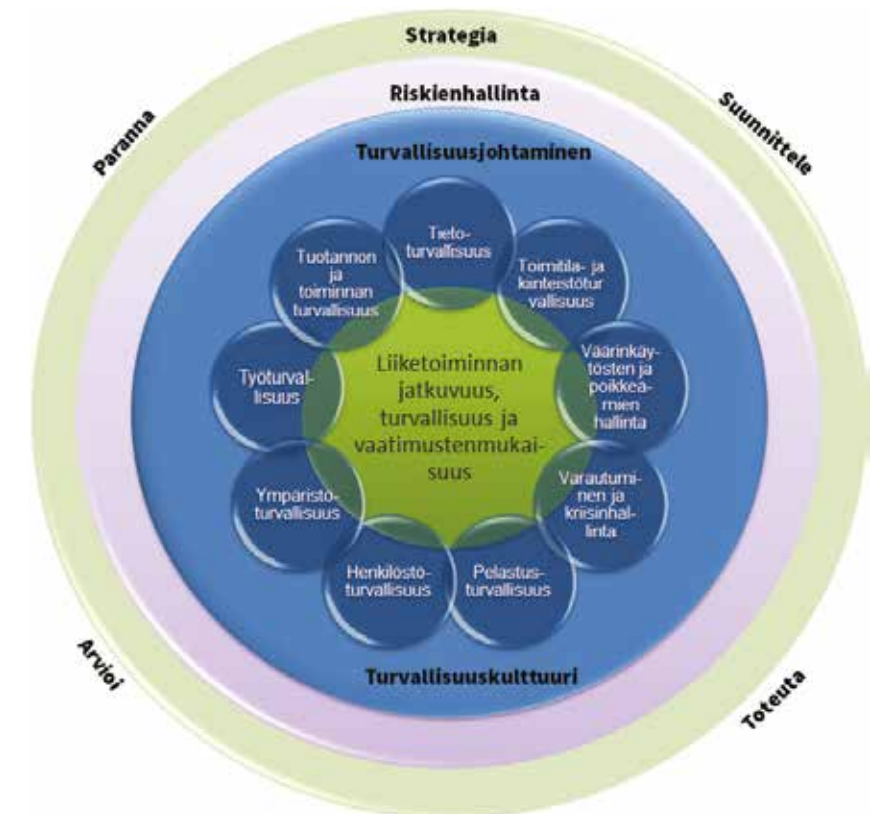 Strategia
Riskienhallinta
Turvallisuusjohtaminen
Suunnittele
Toteuta
Arvioi
Paranna
Tieto-
turvallisuus
Toimitila- ja
kiinteistötur
vallisuus
Väärinkäy-
tösten ja
poikkea-
mien
hallinta
Varautumi-
nen ja
kriisinhal-
linta
Pelastus-
turvallisuus
Henkilöstö-
turvallisuus
Ympäristö-
turvallisuus
Työturval-
lisuus
Tuotannon
ja
toiminnan
turvallisuus
Liiketoiminnan
jatkuvuus,
turvallisuus ja
vaatimustenmukai-
suus
Turvallisuuskulttuuri